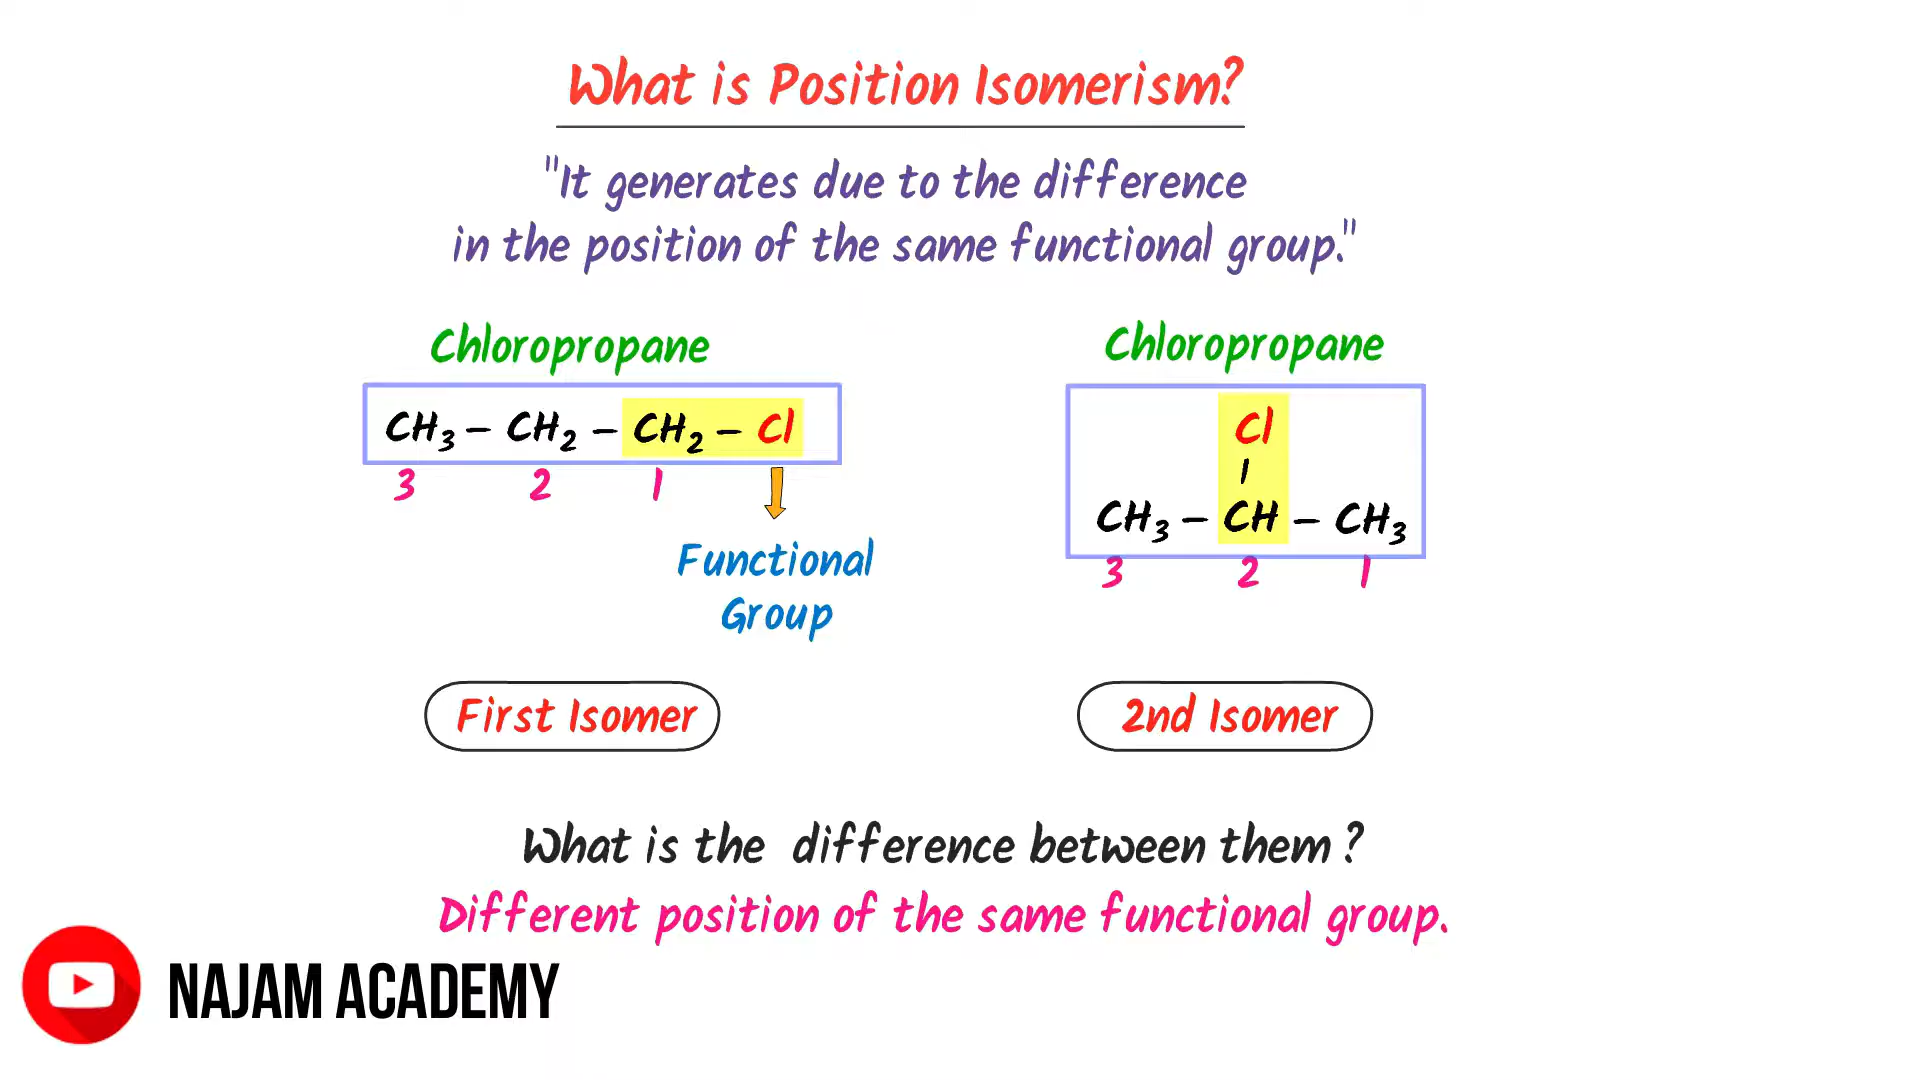 What is Position Isomerism?
"It generates due to the difference
in the position of the same functional group."
Chloropropane
CH₃ – CH₂ – CH₂ – Cl
3 2 1
Functional
Group
First Isomer
Chloropropane
Cl
CH₃ – CH – CH₃
3 2 1
2nd Isomer
What is the difference between them ?
Different position of the same functional group.
NAJAM ACADEMY